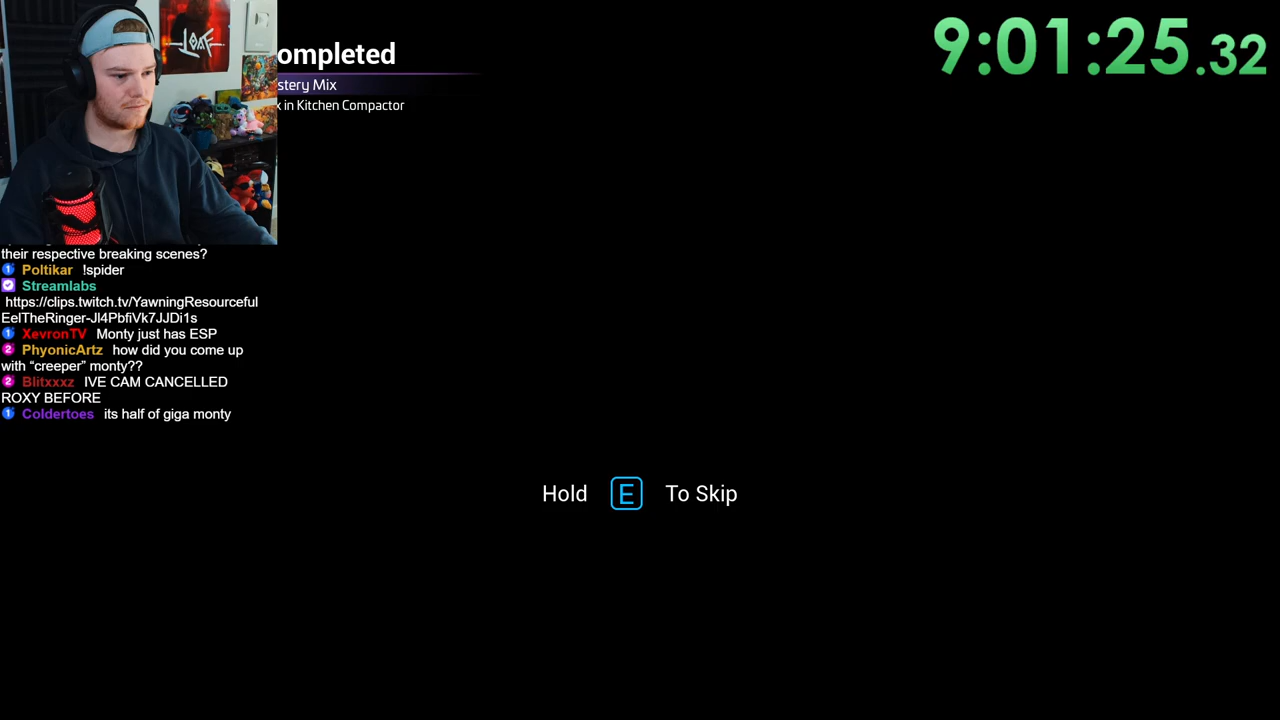 9:01:25.32
ompleted
stery Mix
in Kitchen Compactor
their respective breaking scenes?
Poltikar !spider
Streamlabs
https://clips.twitch.tv/YawningResourceful
EelTheRinger-Jl4PbfiVk7JJDi1s
XevronTV Monty just has ESP
PhyonicArtz how did you come up
with “creeper” monty??
Blitxxxz IVE CAM CANCELLED
ROXY BEFORE
Coldertoes its half of giga monty
Hold E To Skip